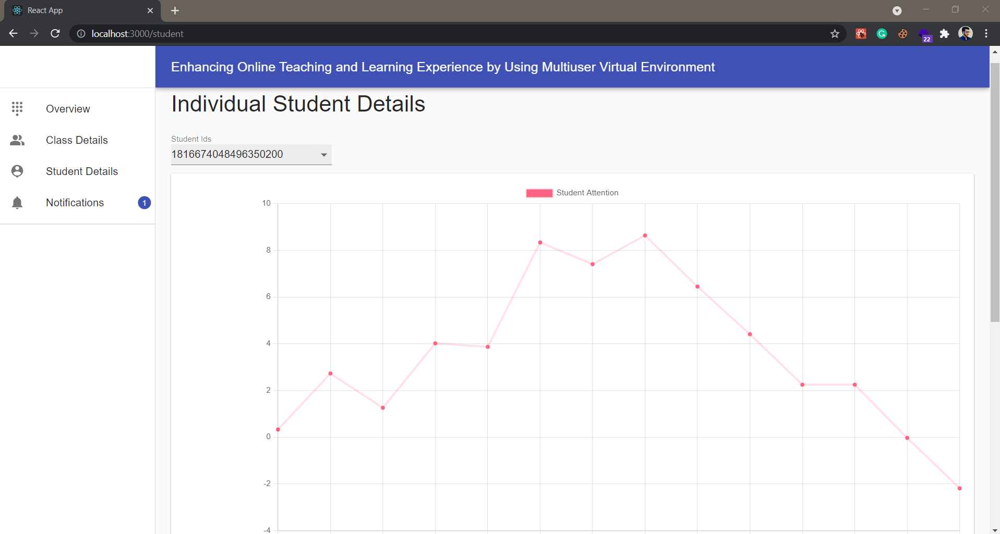 React App
localhost:3000/student
22
Enhancing Online Teaching and Learning Experience by Using Multiuser Virtual Environment
Overview
Class Details
Student Details
Notifications
1
Individual Student Details
Student Ids
1816674048496350200
Student Attention
10
8
6
4
2
0
-2
-4